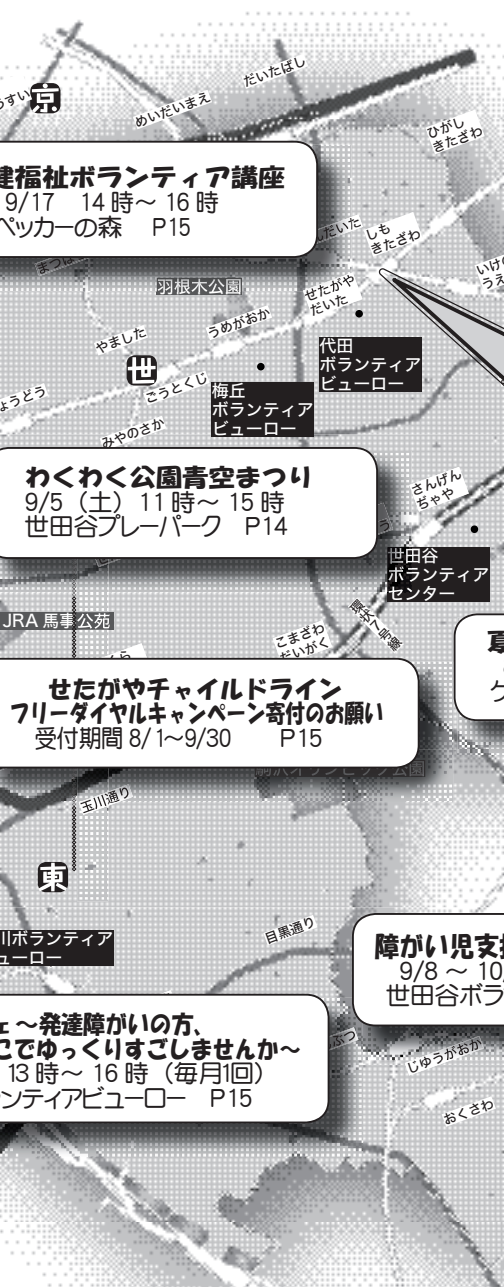 だいたばし
京
めいだいまえ
ひがし
きたざわ
建福祉ボランティア講座
9/17 14時～16時
ペッカーの森 P15
しも
きたざわ
羽根木公園
せたがや
だいた
うめがおか
やました
代田
ボランティア
ビューロー
世
ごうとくじ
梅丘
ボランティア
ビューロー
みやのさか
わくわく公園青空まつり
9/5（土）11時～15時
世田谷プレーパーク P14
さんげん
ぢゃや
世田谷
ボランティア
センター
JRA 馬事公苑
環状7号線
こまざわ
だいがく
せたがやチャイルドライン
フリーダイヤルキャンペーン寄付のお願い
受付期間 8/1～9/30 P15
駒沢オリンピック公園
玉川通り
東
川ボランティア
ューロー
目黒通り
障がい児支
9/8 ～ 10
世田谷ボラ
ェ～発達障がいの方、
こでゆっくりすごしませんか～
13時～16時（毎月1回）
ンティアビューロー P15
じゆうがおか
おくさわ